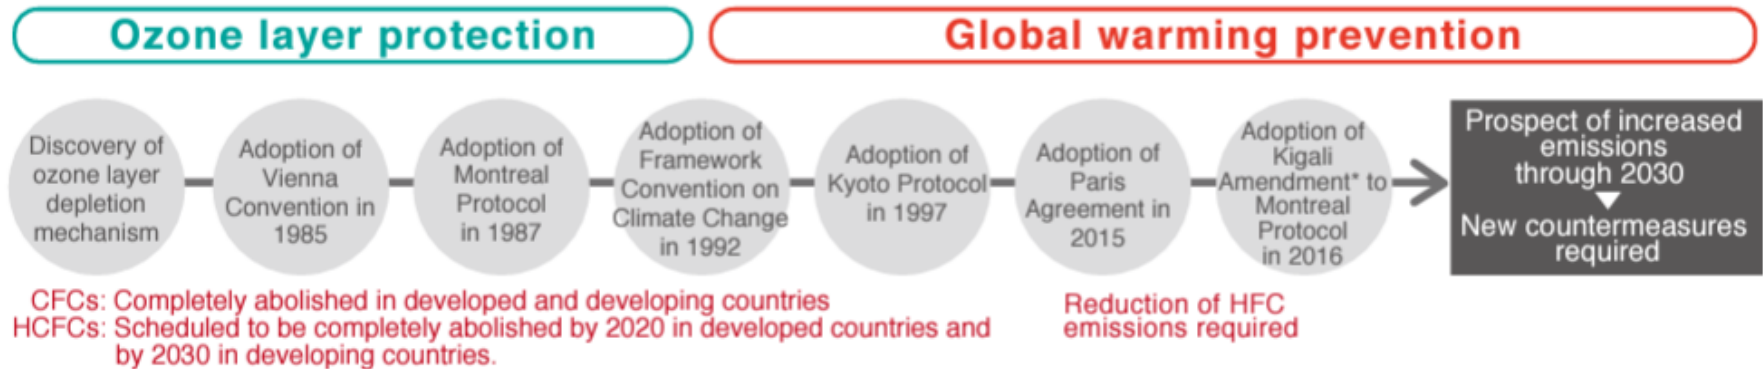 Ozone layer protection
Global warming prevention
Discovery of
ozone layer
depletion
mechanism
Adoption of
Vienna
Convention in
1985
Adoption of
Montreal
Protocol
in 1987
Adoption of
Framework
Convention on
Climate Change
in 1992
Adoption of
Kyoto Protocol
in 1997
Adoption of
Paris
Agreement in
2015
Adoption of
Kigali
Amendment* to
Montreal
Protocol
in 2016
Prospect of increased
emissions
through 2030
New countermeasures
required
CFCs: Completely abolished in developed and developing countries
HCFCs: Scheduled to be completely abolished by 2020 in developed countries and
by 2030 in developing countries.
Reduction of HFC
emissions required